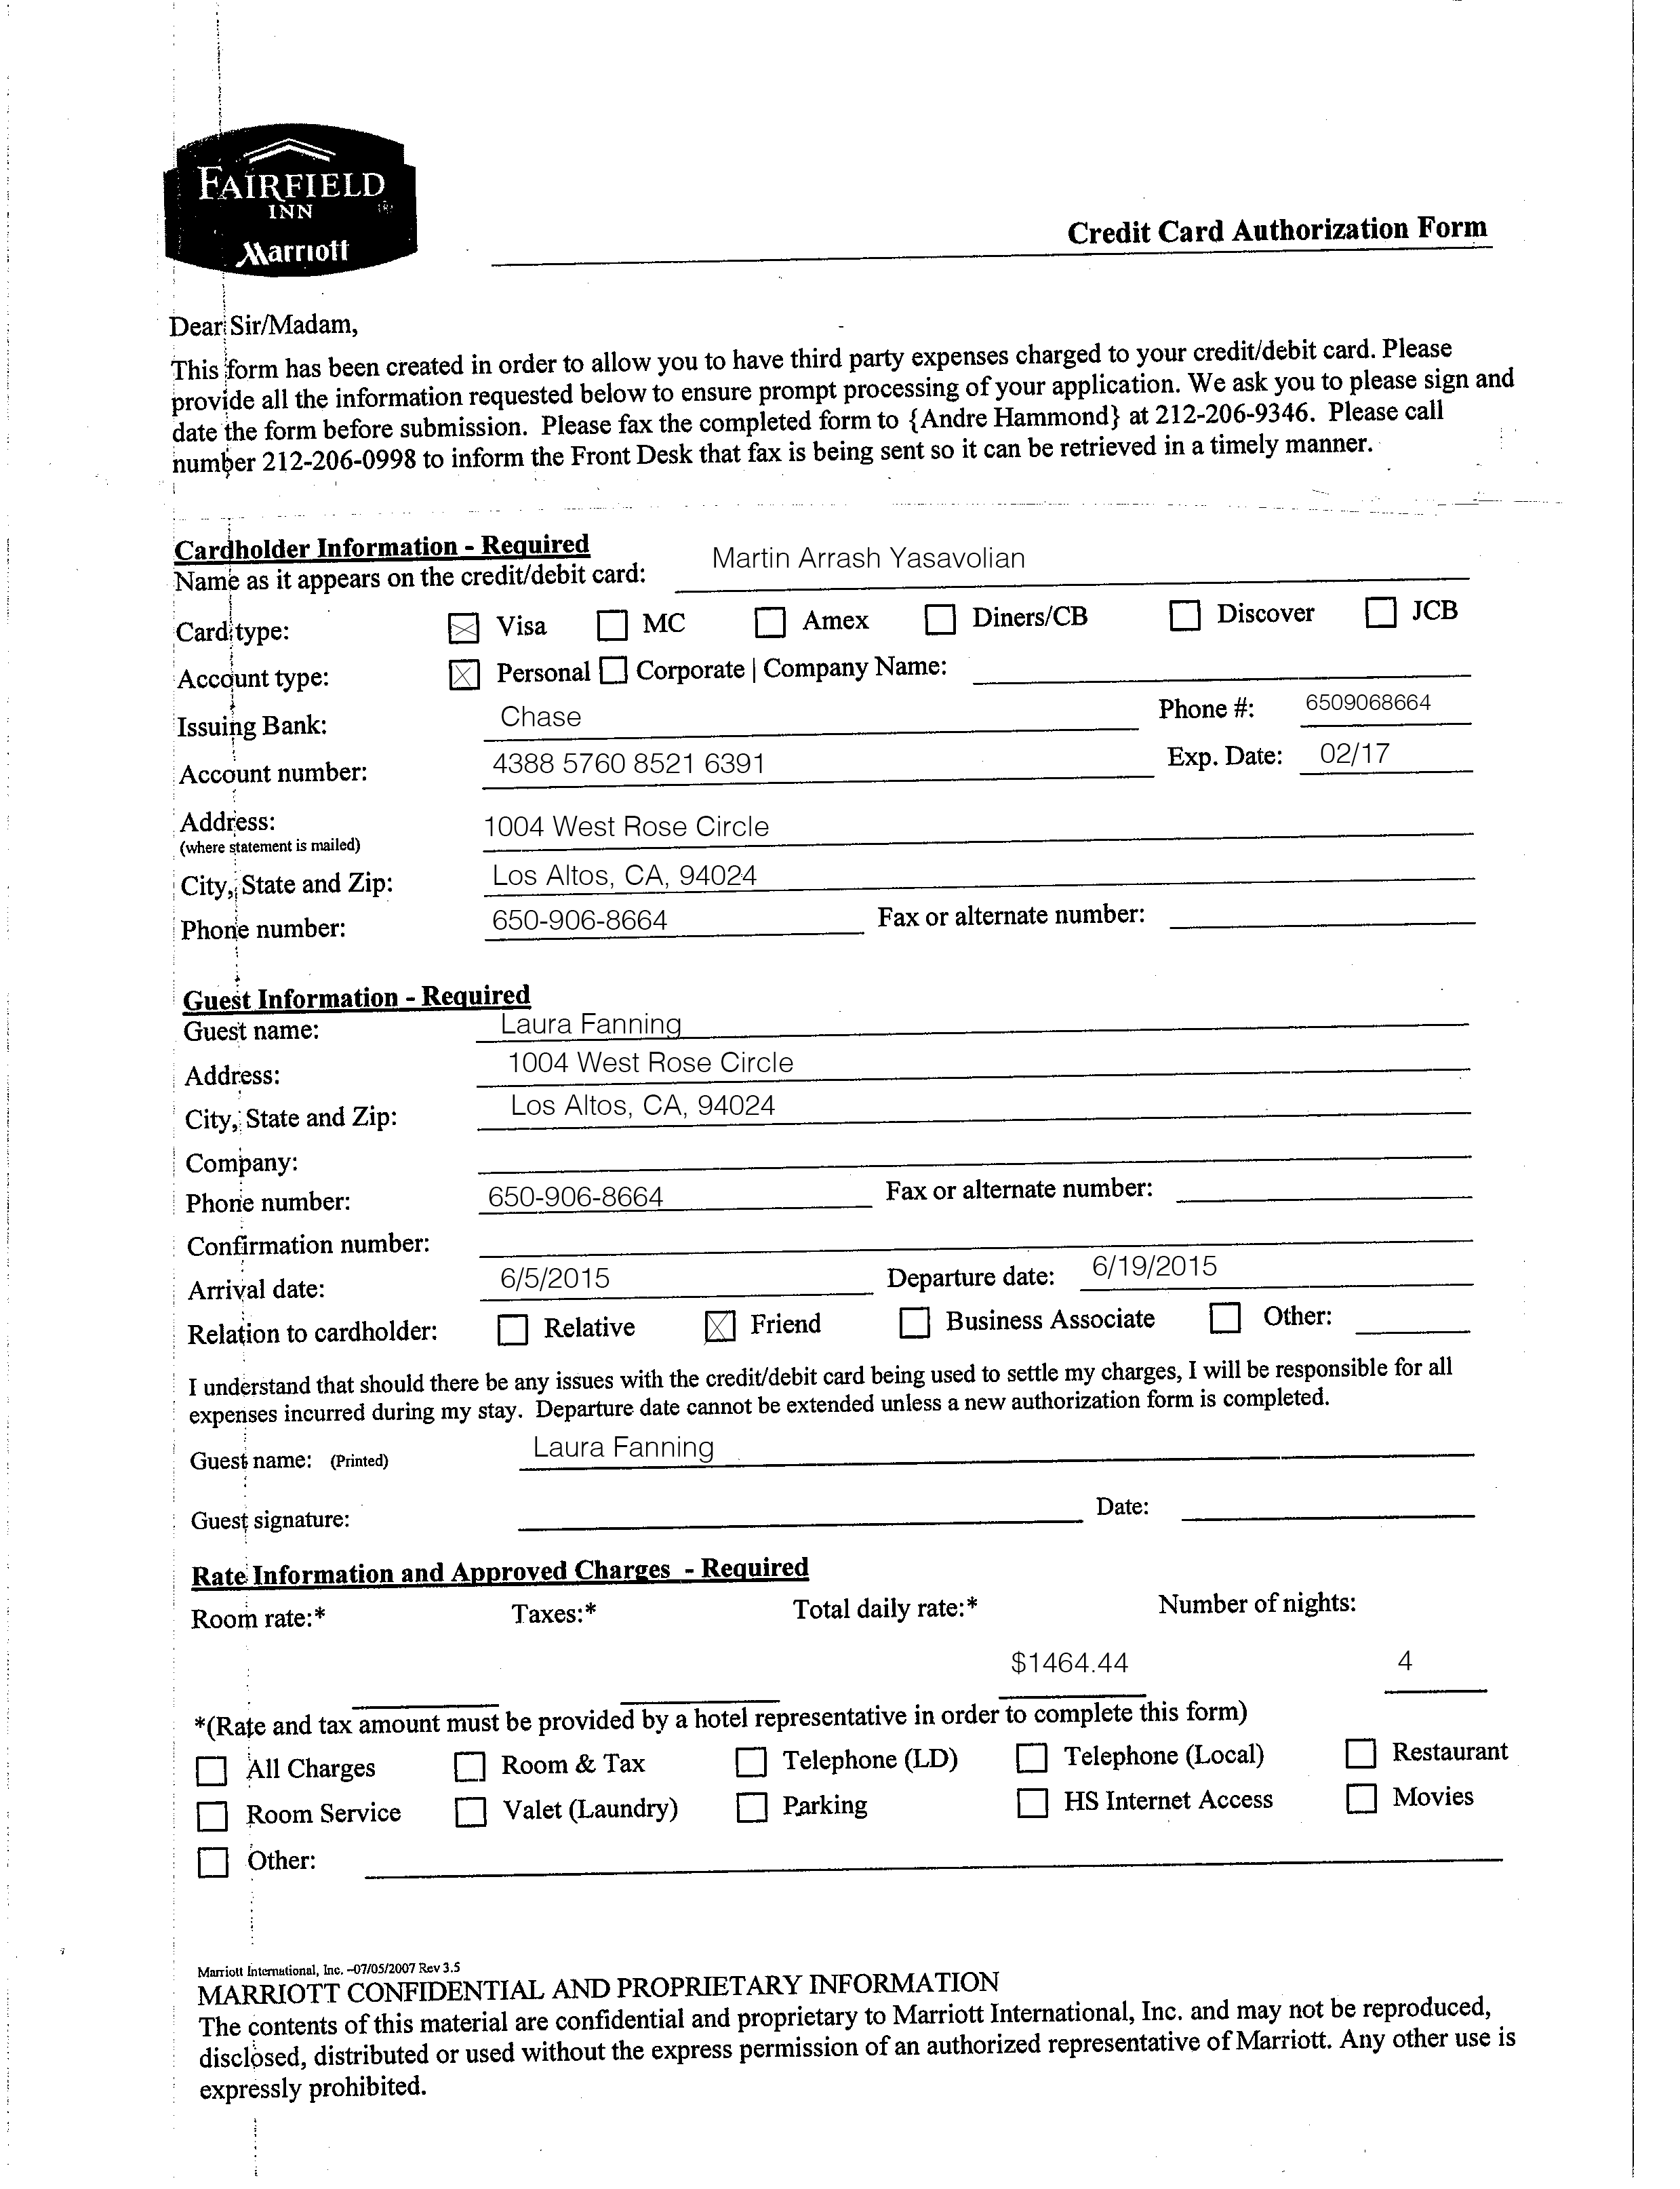 FAIRFIELD
INN ®
Marriott
Credit Card Authorization Form
Dear Sir/Madam,
This form has been created in order to allow you to have third party expenses charged to your credit/debit card. Please
provide all the information requested below to ensure prompt processing of your application. We ask you to please sign and
date the form before submission. Please fax the completed form to {Andre Hammond} at 212-206-9346. Please call
number 212-206-0998 to inform the Front Desk that fax is being sent so it can be retrieved in a timely manner.
Cardholder Information - Required
Name as it appears on the credit/debit card: Martin Arrash Yasavolian
Card type: Visa MC Amex Diners/CB Discover JCB
Account type: Personal Corporate | Company Name:
Issuing Bank: Chase Phone #: 6509068664
Account number: 4388 5760 8521 6391 Exp. Date: 02/17
Address: 1004 West Rose Circle
(where statement is mailed)
City, State and Zip: Los Altos, CA, 94024
Phone number: 650-906-8664 Fax or alternate number:
Guest Information - Required
Guest name: Laura Fanning
Address: 1004 West Rose Circle
City, State and Zip: Los Altos, CA, 94024
Company:
Phone number: 650-906-8664 Fax or alternate number:
Confirmation number:
Arrival date: 6/5/2015 Departure date: 6/19/2015
Relation to cardholder: Relative Friend Business Associate Other:
I understand that should there be any issues with the credit/debit card being used to settle my charges, I will be responsible for all
expenses incurred during my stay. Departure date cannot be extended unless a new authorization form is completed.
Guest name: (Printed) Laura Fanning
Guest signature: Date:
Rate Information and Approved Charges - Required
Room rate:* Taxes:* Total daily rate:* Number of nights:
$1464.44 4
*(Rate and tax amount must be provided by a hotel representative in order to complete this form)
All Charges Room & Tax Telephone (LD) Telephone (Local) Restaurant
Room Service Valet (Laundry) Parking HS Internet Access Movies
Other:
Marriott International, Inc. –07/05/2007 Rev 3.5
MARRIOTT CONFIDENTIAL AND PROPRIETARY INFORMATION
The contents of this material are confidential and proprietary to Marriott International, Inc. and may not be reproduced,
disclosed, distributed or used without the express permission of an authorized representative of Marriott. Any other use is
expressly prohibited.